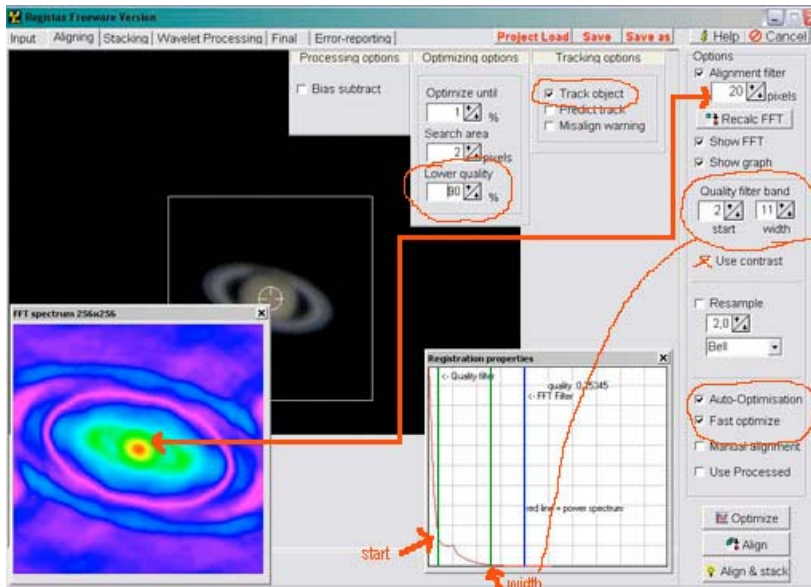 Registax Freeware Version
Input Aligning Stacking Wavelet Processing Final Error-reporting Project Load Save Save as Help Cancel
Processing options
Bias subtract
Optimizing options
Optimize until
1 %
Search area
2 pixels
Lower quality
90 %
Tracking options
Track object
Predict track
Misalign warning
Options
Alignment filter
20 pixels
Recalc FFT
Show FFT
Show graph
Quality filter band
2 11
start width
Use contrast
Resample
2,0
Bell
Auto-Optimisation
Fast optimize
Manual alignment
Use Processed
Optimize
Align
Align & stack
FFT spectrum 256x256
Registration properties
<- Quality filter
quality :0,25345
<- FFT Filter
red line = power spectrum
start
width